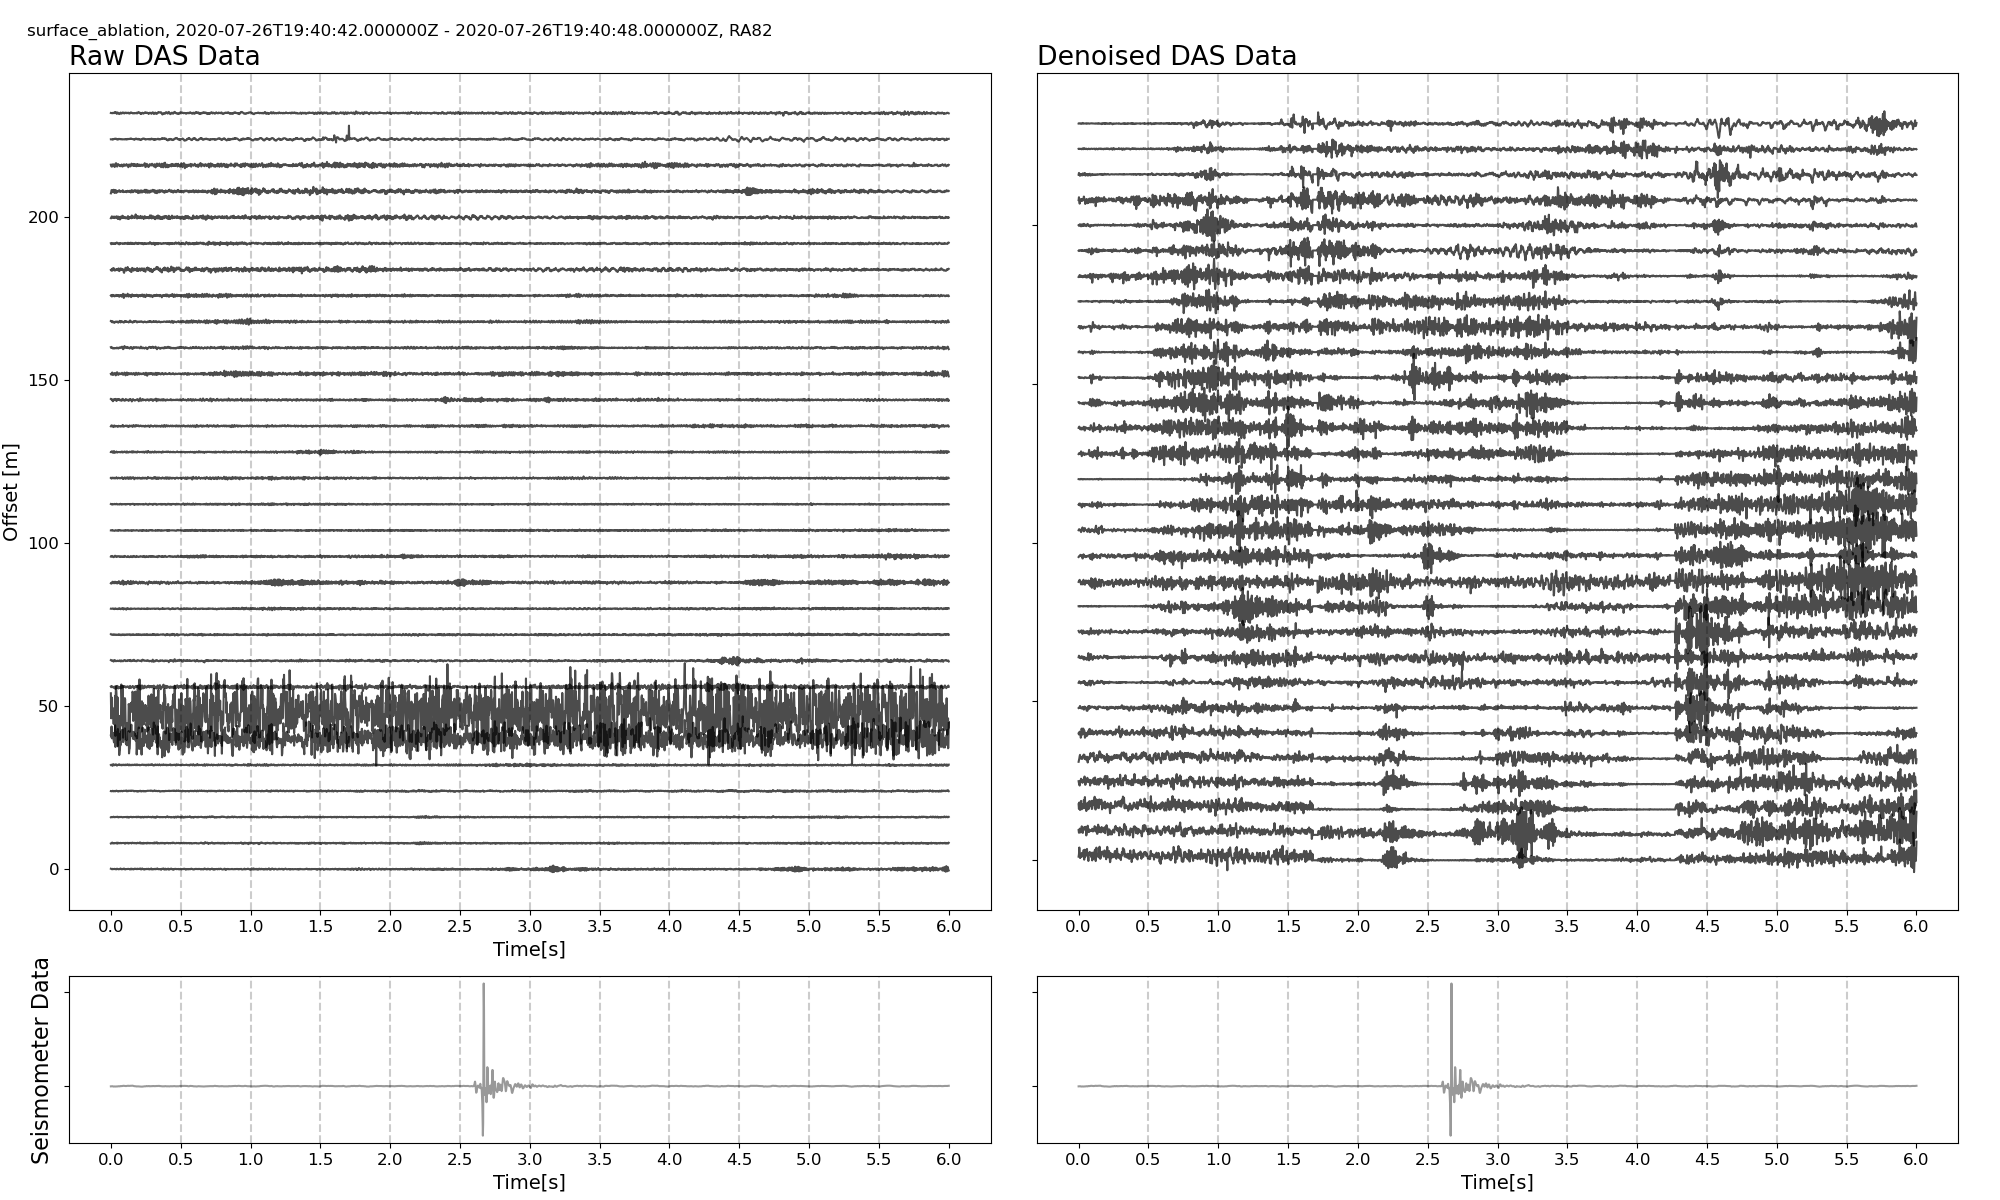 surface_ablation, 2020-07-26T19:40:42.000000Z - 2020-07-26T19:40:48.000000Z, RA82
Raw DAS Data
Denoised DAS Data
Offset [m]
200
150
100
50
0
0.0 0.5 1.0 1.5 2.0 2.5 3.0 3.5 4.0 4.5 5.0 5.5 6.0
Time[s]
0.0 0.5 1.0 1.5 2.0 2.5 3.0 3.5 4.0 4.5 5.0 5.5 6.0
Seismometer Data
0.0 0.5 1.0 1.5 2.0 2.5 3.0 3.5 4.0 4.5 5.0 5.5 6.0
Time[s]
0.0 0.5 1.0 1.5 2.0 2.5 3.0 3.5 4.0 4.5 5.0 5.5 6.0
Time[s]